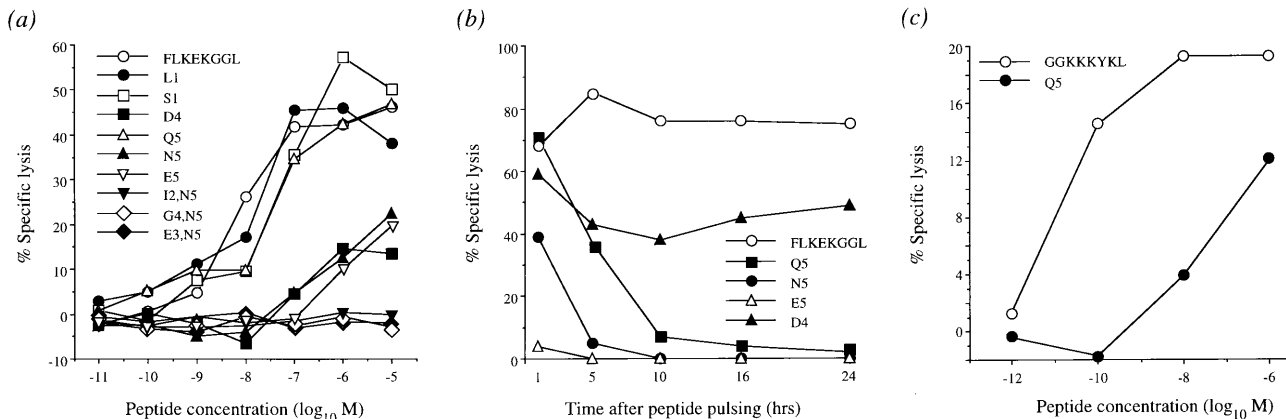 (a)
60
50
40
30
20
10
0
-10
% Specific lysis
FLKEKGGL
L1
S1
D4
Q5
N5
E5
I2,N5
G4,N5
E3,N5
-11 -10 -9 -8 -7 -6 -5
Peptide concentration (log10 M)
(b)
100
80
60
40
20
0
% Specific lysis
FLKEKGGL
Q5
N5
E5
D4
1 5 10 16 24
Time after peptide pulsing (hrs)
(c)
20
16
12
8
4
0
% Specific lysis
GGKKKYKL
Q5
-12 -10 -8 -6
Peptide concentration (log10 M)